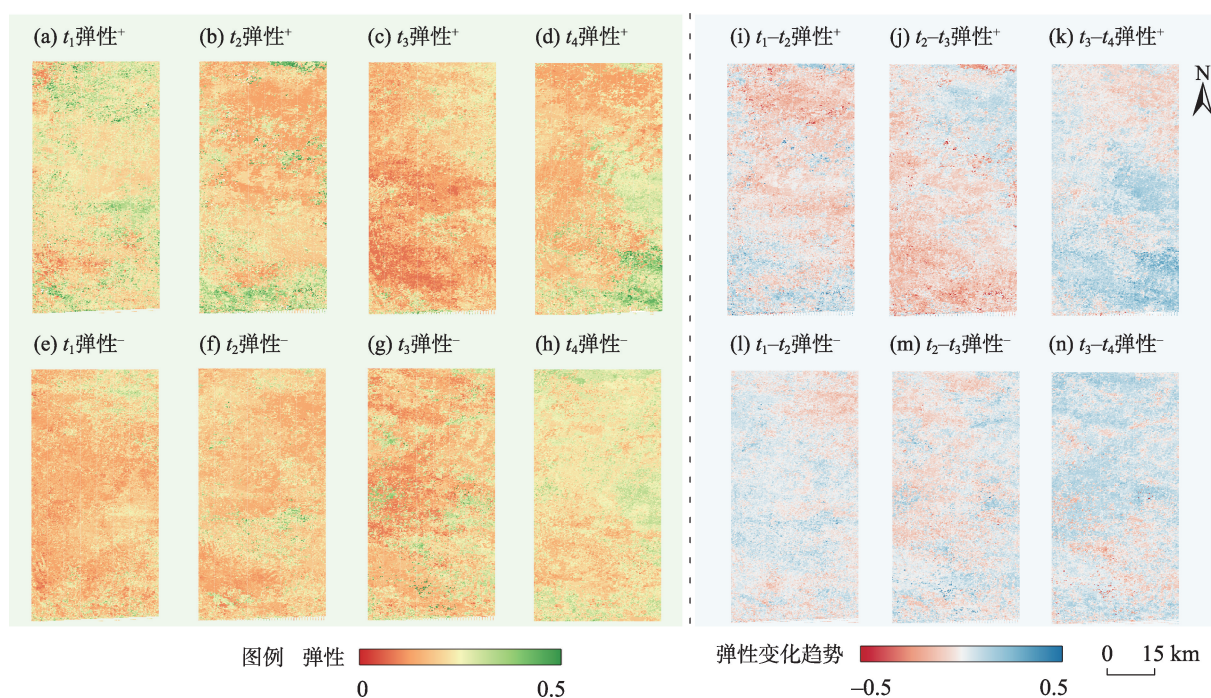 (a) t₁弹性⁺
(b) t₂弹性⁺
(c) t₃弹性⁺
(d) t₄弹性⁺
(i) t₁–t₂弹性⁺
(j) t₂–t₃弹性⁺
(k) t₃–t₄弹性⁺
N
(e) t₁弹性⁻
(f) t₂弹性⁻
(g) t₃弹性⁻
(h) t₄弹性⁻
(l) t₁–t₂弹性⁻
(m) t₂–t₃弹性⁻
(n) t₃–t₄弹性⁻
图例 弹性
0 0.5
弹性变化趋势
–0.5 0.5
0 15 km